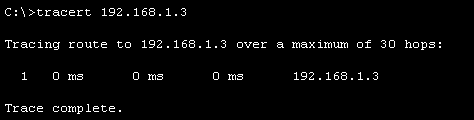 C:\>tracert 192.168.1.3
Tracing route to 192.168.1.3 over a maximum of 30 hops:
1 0 ms 0 ms 0 ms 192.168.1.3
Trace complete.